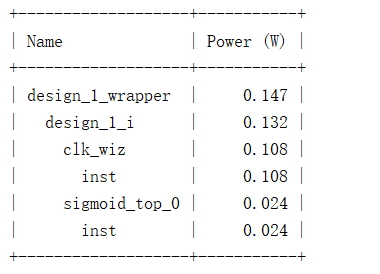 +-------------------+-----------+
| Name              | Power (W) |
+-------------------+-----------+
| design_1_wrapper  |     0.147 |
|   design_1_i      |     0.132 |
|     clk_wiz       |     0.108 |
|       inst        |     0.108 |
|     sigmoid_top_0 |     0.024 |
|       inst        |     0.024 |
+-------------------+-----------+